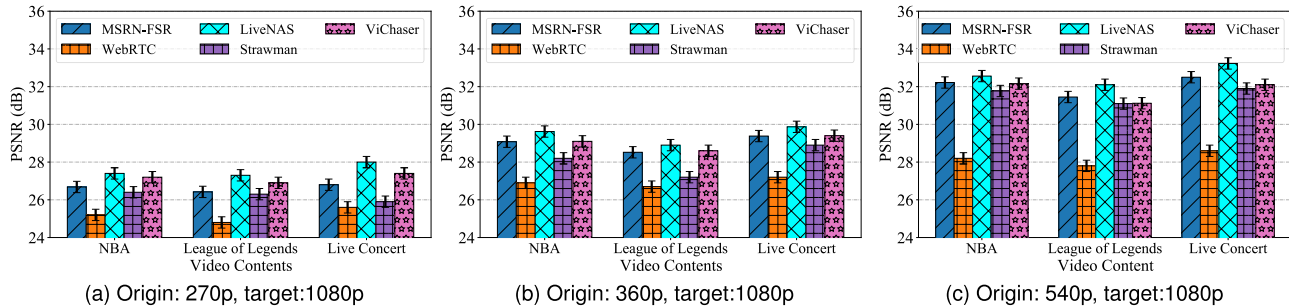 36
34
32
30
28
26
24
PSNR (dB)
MSRN-FSR
WebRTC
LiveNAS
Strawman
ViChaser
NBA
League of Legends
Live Concert
Video Contents
(a) Origin: 270p, target:1080p
36
34
32
30
28
26
24
PSNR (dB)
MSRN-FSR
WebRTC
LiveNAS
Strawman
ViChaser
NBA
League of Legends
Live Concert
Video Contents
(b) Origin: 360p, target:1080p
36
34
32
30
28
26
24
PSNR (dB)
MSRN-FSR
WebRTC
LiveNAS
Strawman
ViChaser
NBA
League of Legends
Live Concert
Video Content
(c) Origin: 540p, target:1080p